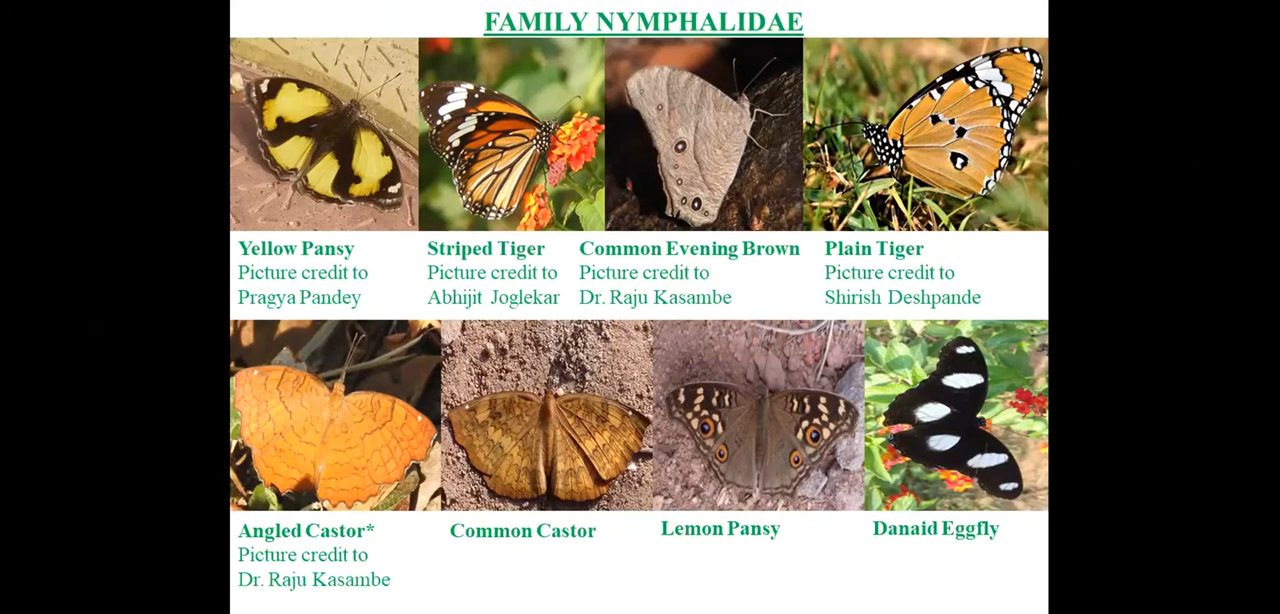 FAMILY NYMPHALIDAE
Yellow Pansy
Picture credit to
Pragya Pandey
Striped Tiger
Picture credit to
Abhijit Joglekar
Common Evening Brown
Picture credit to
Dr. Raju Kasambe
Plain Tiger
Picture credit to
Shirish Deshpande
Angled Castor*
Picture credit to
Dr. Raju Kasambe
Common Castor
Lemon Pansy
Danaid Eggfly